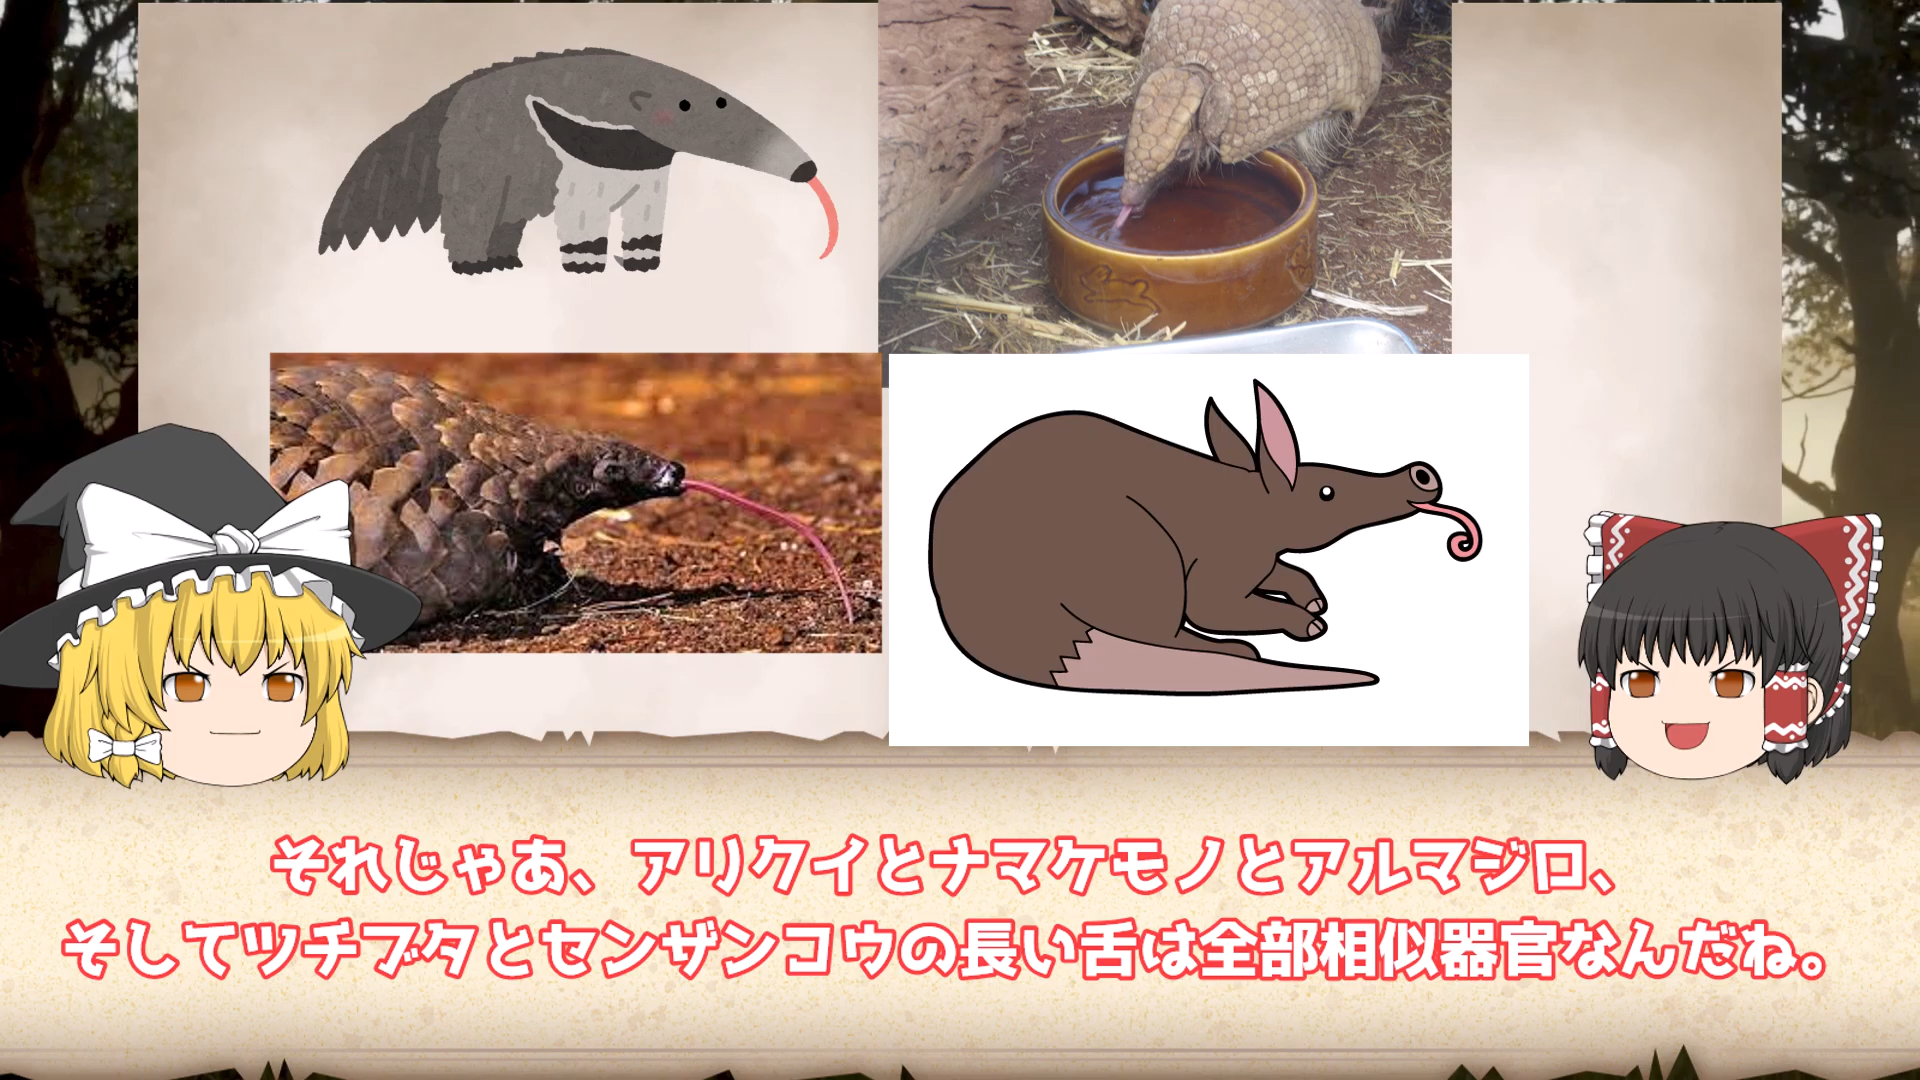 それじゃあ、アリクイとナマケモノとアルマジロ、
そしてツチブタとセンザンコウの長い舌は全部相似器官なんだね。